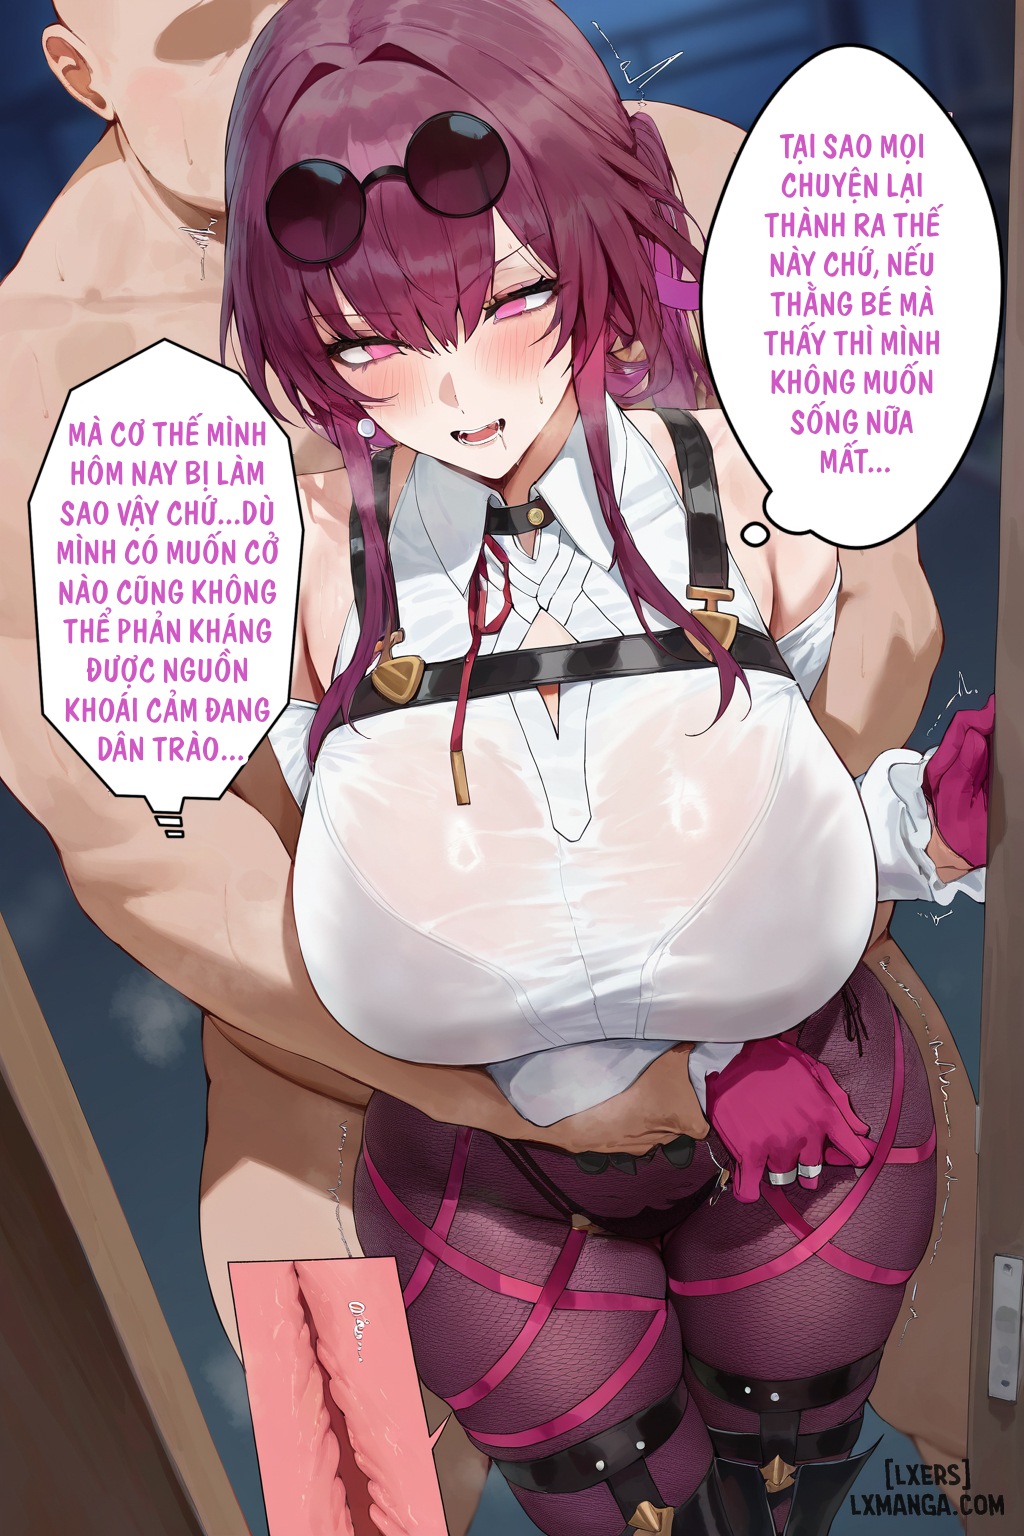 TẠI SAO MỌI
CHUYỆN LẠI
THÀNH RA THẾ
NÀY CHỨ, NẾU
THẰNG BÉ MÀ
THẤY THÌ MÌNH
KHÔNG MUỐN
SỐNG NỮA
MẤT...
MÀ CƠ THẾ MÌNH
HÔM NAY BỊ LÀM
SAO VẬY CHỨ...DÙ
MÌNH CÓ MUỐN CỞ
NÀO CŨNG KHÔNG
THỂ PHẢN KHÁNG
ĐƯỢC NGUỒN
KHOÁI CẢM ĐANG
DÂN TRÀO...
[LXERS]
LXMANGA.COM